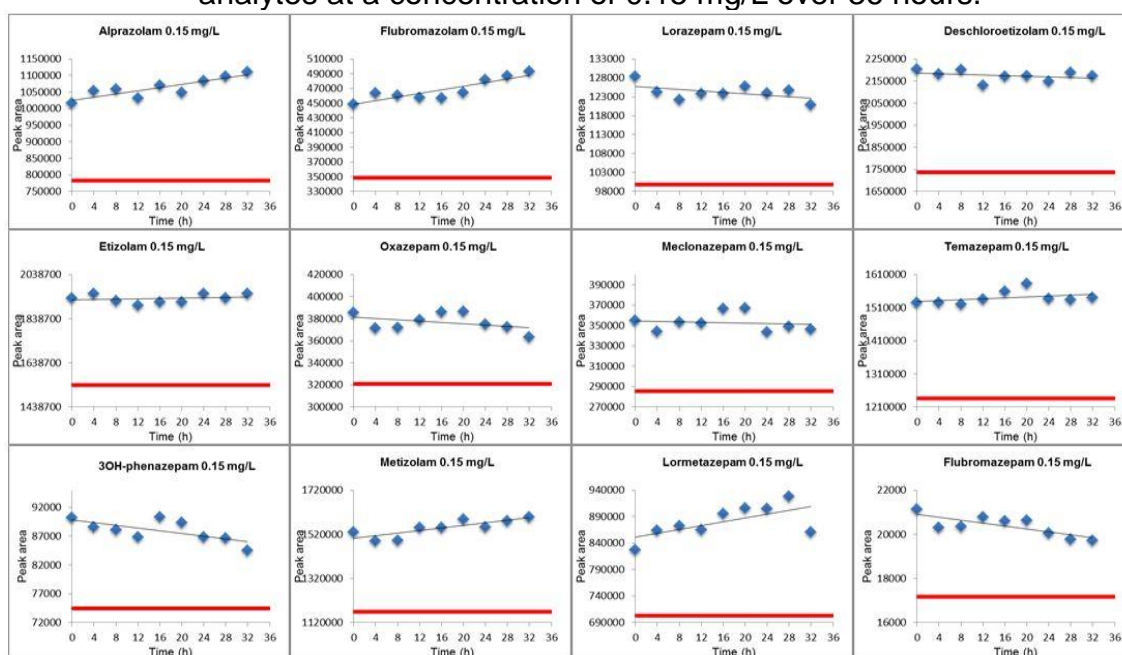 analytes at a concentration of 0.15 mg/L over hours.
Alprazolam 0.15 mg/L
Peak area
1150000
1100000
1050000
1000000
950000
900000
850000
800000
750000
0 4 8 12 16 20 24 28 32 36
Time (h)
Flubromazolam 0.15 mg/L
Peak area
510000
490000
470000
450000
430000
410000
390000
370000
350000
330000
0 4 8 12 16 20 24 28 32 36
Time (h)
Lorazepam 0.15 mg/L
Peak area
133000
128000
123000
118000
113000
108000
103000
98000
0 4 8 12 16 20 24 28 32 36
Time (h)
Deschloroetizolam 0.15 mg/L
Peak area
2250000
2150000
2050000
1950000
1850000
1750000
1650000
0 4 8 12 16 20 24 28 32 36
Time (h)
Etizolam 0.15 mg/L
Peak area
2038700
1838700
1638700
1438700
0 4 8 12 16 20 24 28 32 36
Time (h)
Oxazepam 0.15 mg/L
Peak area
420000
400000
380000
360000
340000
320000
300000
0 4 8 12 16 20 24 28 32 36
Time (h)
Meclonazepam 0.15 mg/L
Peak area
390000
370000
350000
330000
310000
290000
270000
0 4 8 12 16 20 24 28 32 36
Time (h)
Temazepam 0.15 mg/L
Peak area
1610000
1510000
1410000
1310000
1210000
0 4 8 12 16 20 24 28 32 36
Time (h)
3OH-phenazepam 0.15 mg/L
Peak area
92000
87000
82000
77000
72000
0 4 8 12 16 20 24 28 32 36
Time (h)
Metizolam 0.15 mg/L
Peak area
1720000
1520000
1320000
1120000
0 4 8 12 16 20 24 28 32 36
Time (h)
Lormetazepam 0.15 mg/L
Peak area
940000
890000
840000
790000
740000
690000
0 4 8 12 16 20 24 28 32 36
Time (h)
Flubromazepam 0.15 mg/L
Peak area
22000
20000
18000
16000
0 4 8 12 16 20 24 28 32 36
Time (h)